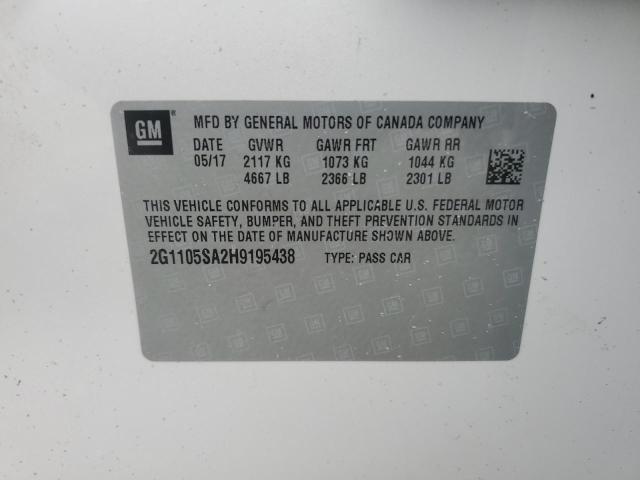 GM ®
MFD BY GENERAL MOTORS OF CANADA COMPANY
DATE GVWR GAWR FRT GAWR RR
05/17 2117 KG 1073 KG 1044 KG
4667 LB 2366 LB 2301 LB
THIS VEHICLE CONFORMS TO ALL APPLICABLE U.S. FEDERAL MOTOR
VEHICLE SAFETY, BUMPER, AND THEFT PREVENTION STANDARDS IN
EFFECT ON THE DATE OF MANUFACTURE SHOWN ABOVE.
2G1105SA2H9195438 TYPE: PASS CAR